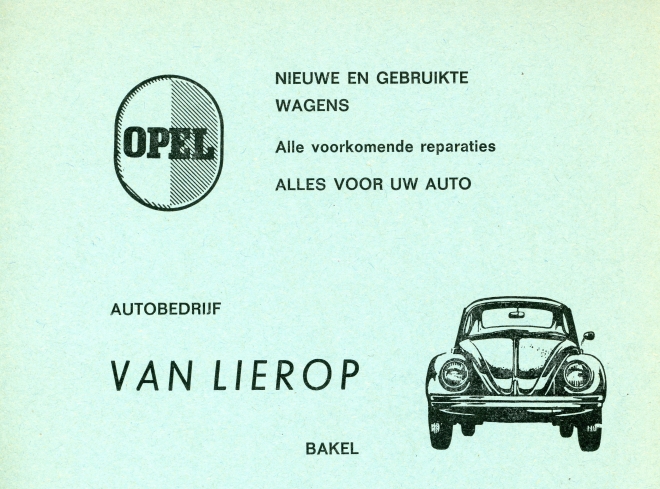 OPEL
NIEUWE EN GEBRUIKTE
WAGENS
Alle voorkomende reparaties
ALLES VOOR UW AUTO
AUTOBEDRIJF
VAN LIEROP
BAKEL